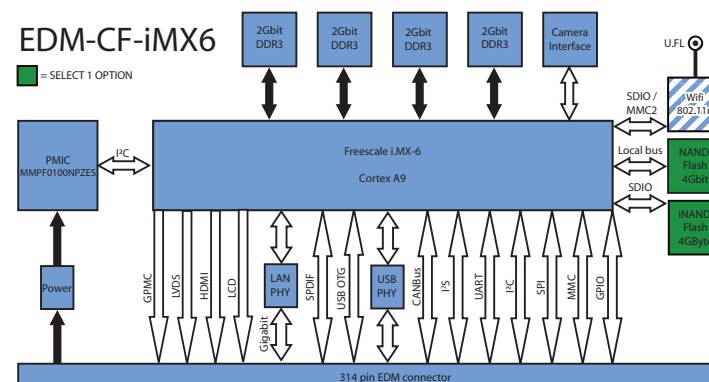 EDM-CF-iMX6
= SELECT 1 OPTION
2Gbit
DDR3
2Gbit
DDR3
2Gbit
DDR3
2Gbit
DDR3
Camera
Interface
U.FL
SDIO /
MMC2
Wifi
802.11n
PMIC
MMPF0100NPZES
I²C
Freescale i.MX-6
Cortex A9
Local bus
NAND
Flash
4Gbit
SDIO
iNAND
Flash
4GByte
Power
GPMC
LVDS
HDMI
LCD
LAN
PHY
Gigabit
SPDIF
USB OTG
USB
PHY
CANBus
I²S
UART
I²C
SPI
MMC
GPIO
314 pin EDM connector